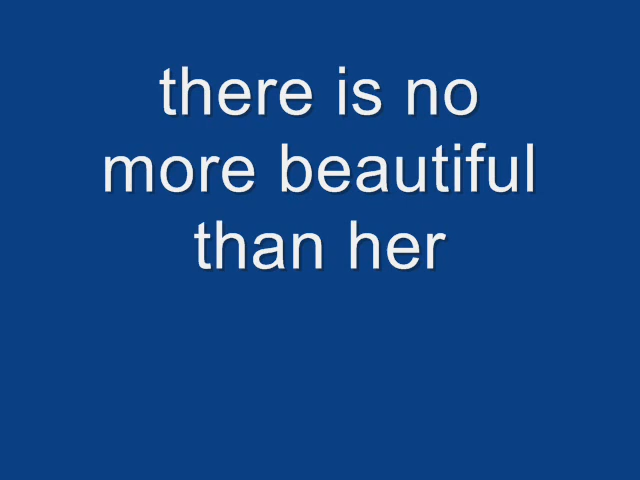 there is no
more beautiful
than her